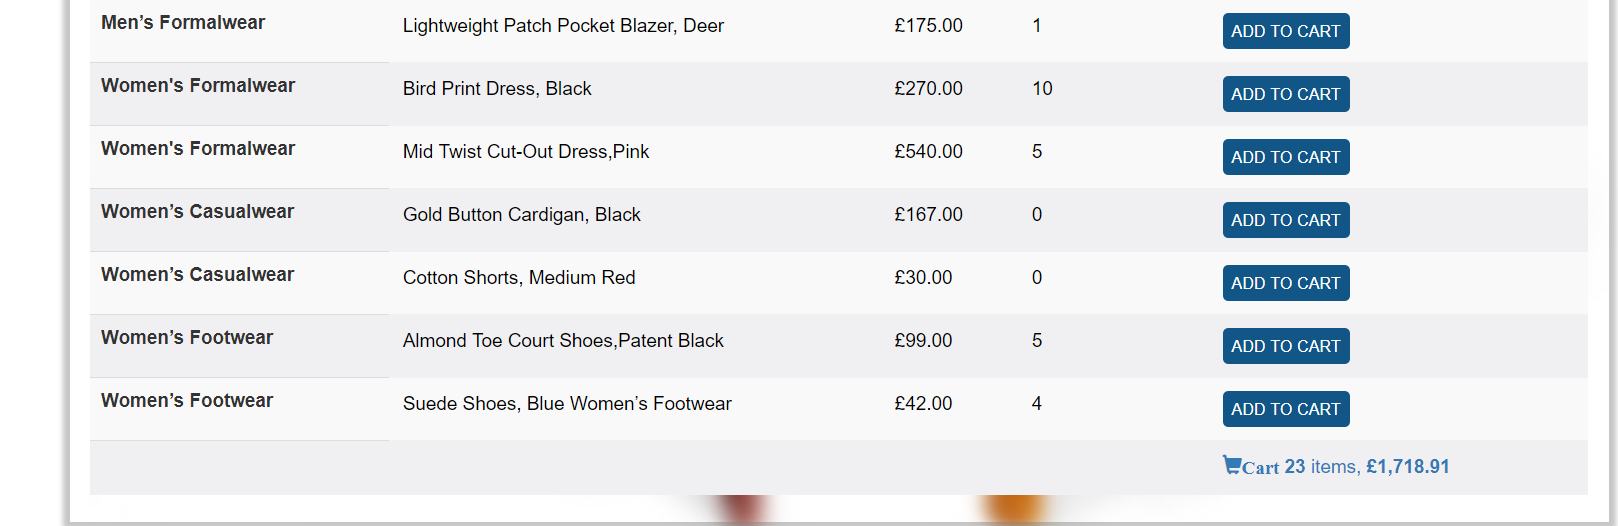 Men’s Formalwear Lightweight Patch Pocket Blazer, Deer £175.00 1 ADD TO CART
Women's Formalwear Bird Print Dress, Black £270.00 10 ADD TO CART
Women's Formalwear Mid Twist Cut-Out Dress,Pink £540.00 5 ADD TO CART
Women’s Casualwear Gold Button Cardigan, Black £167.00 0 ADD TO CART
Women’s Casualwear Cotton Shorts, Medium Red £30.00 0 ADD TO CART
Women’s Footwear Almond Toe Court Shoes,Patent Black £99.00 5 ADD TO CART
Women’s Footwear Suede Shoes, Blue Women’s Footwear £42.00 4 ADD TO CART
Cart 23 items, £1,718.91